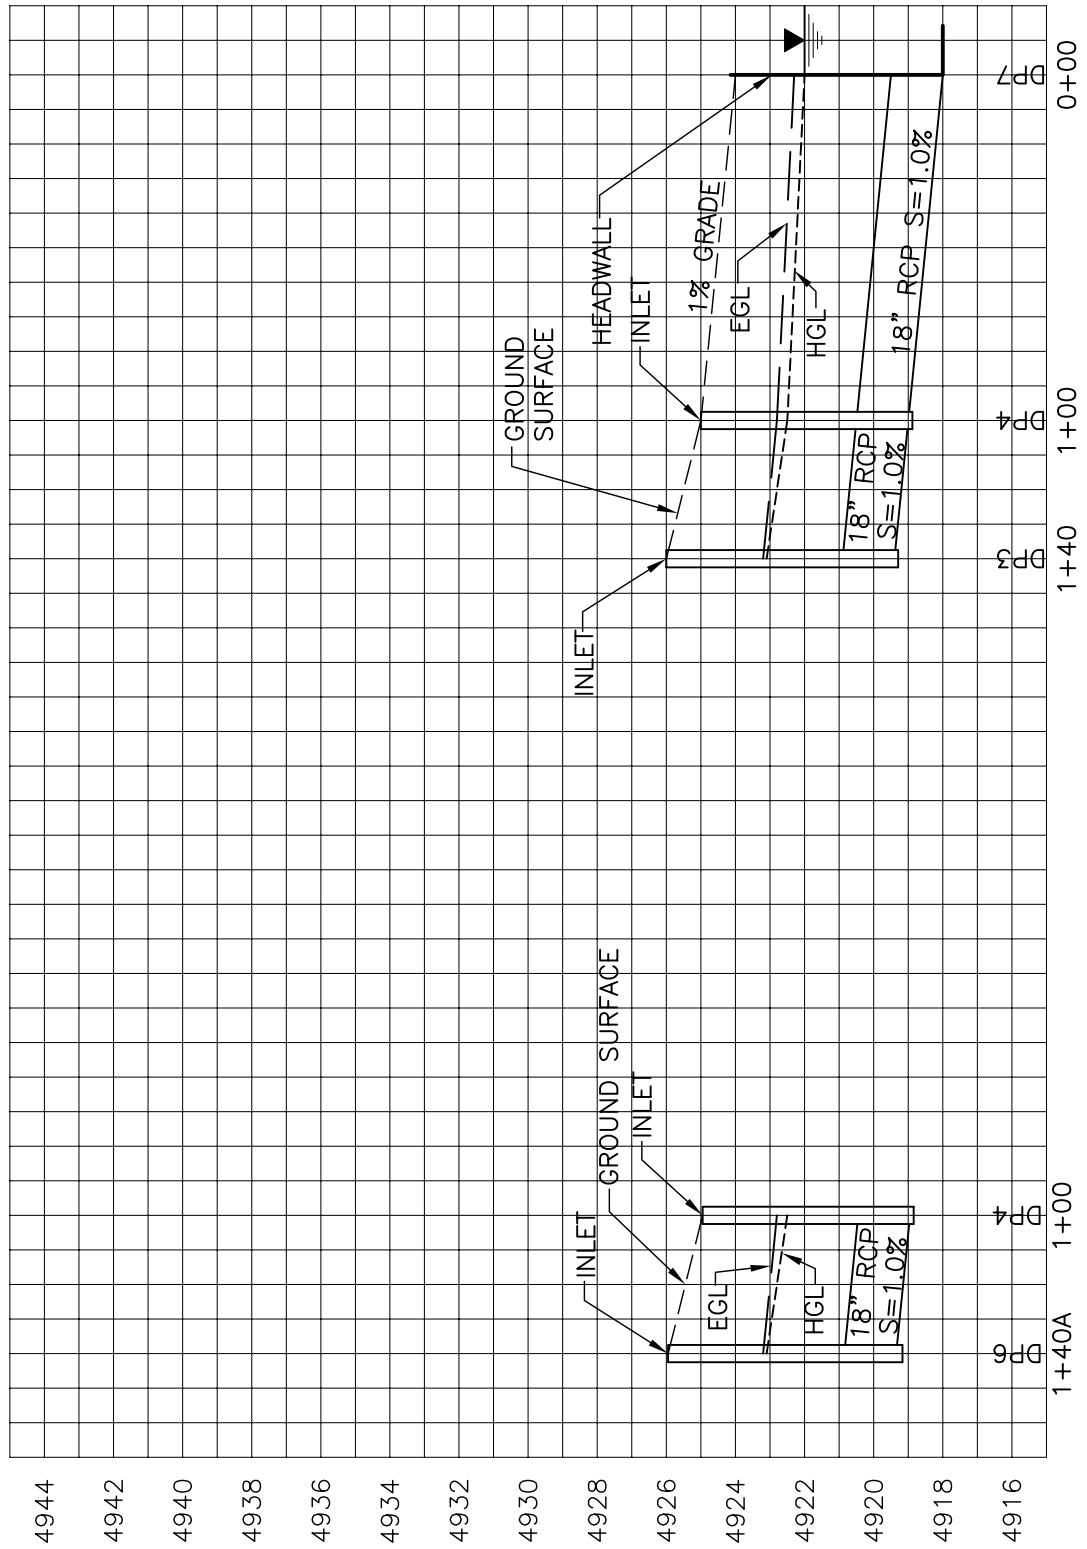 4944
4942
4940
4938
4936
4934
4932
4930
4928
4926
4924
4922
4920
4918
4916
INLET
GROUND SURFACE
INLET
EGL
HGL
18" RCP
S=1.0%
DP6
1+40A
DP4
1+00
INLET
GROUND
SURFACE
HEADWALL
INLET
1% GRADE
EGL
HGL
18" RCP
S=1.0%
18" RCP S=1.0%
DP3
1+40
DP4
1+00
DP7
0+00